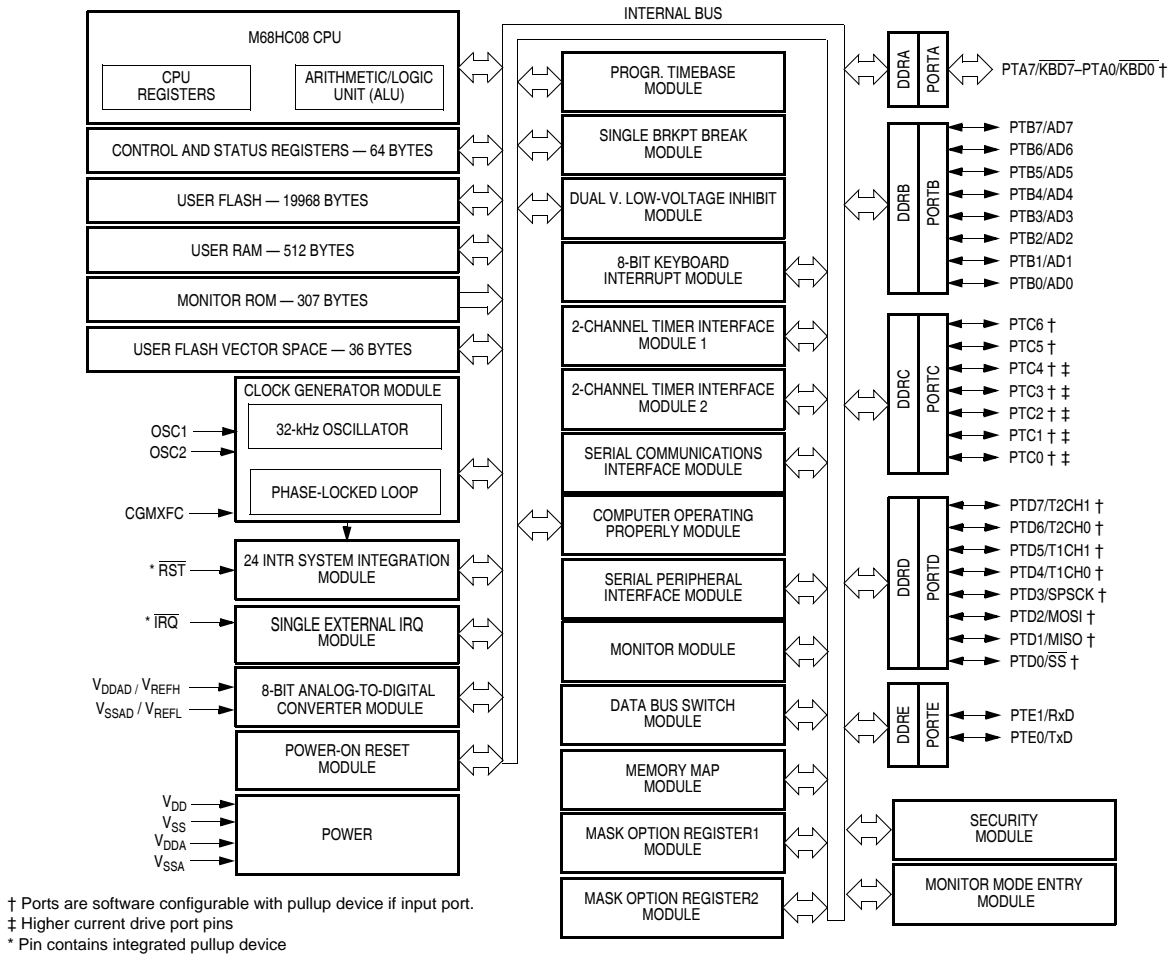 INTERNAL BUS
M68HC08 CPU
CPU
REGISTERS
ARITHMETIC/LOGIC
UNIT (ALU)
CONTROL AND STATUS REGISTERS — 64 BYTES
USER FLASH — 19968 BYTES
USER RAM — 512 BYTES
MONITOR ROM — 307 BYTES
USER FLASH VECTOR SPACE — 36 BYTES
CLOCK GENERATOR MODULE
32-kHz OSCILLATOR
PHASE-LOCKED LOOP
OSC1
OSC2
CGMXFC
24 INTR SYSTEM INTEGRATION
MODULE
* RST
SINGLE EXTERNAL IRQ
MODULE
* IRQ
8-BIT ANALOG-TO-DIGITAL
CONVERTER MODULE
VDDAD / VREFH
VSSAD / VREFL
POWER-ON RESET
MODULE
POWER
VDD
VSS
VDDA
VSSA
PROGR. TIMEBASE
MODULE
SINGLE BRKPT BREAK
MODULE
DUAL V. LOW-VOLTAGE INHIBIT
MODULE
8-BIT KEYBOARD
INTERRUPT MODULE
2-CHANNEL TIMER INTERFACE
MODULE 1
2-CHANNEL TIMER INTERFACE
MODULE 2
SERIAL COMMUNICATIONS
INTERFACE MODULE
COMPUTER OPERATING
PROPERLY MODULE
SERIAL PERIPHERAL
INTERFACE MODULE
MONITOR MODULE
DATA BUS SWITCH
MODULE
MEMORY MAP
MODULE
MASK OPTION REGISTER1
MODULE
MASK OPTION REGISTER2
MODULE
DDRA
PORTA
PTA7/KBD7–PTA0/KBD0 †
DDRB
PORTB
PTB7/AD7
PTB6/AD6
PTB5/AD5
PTB4/AD4
PTB3/AD3
PTB2/AD2
PTB1/AD1
PTB0/AD0
DDRC
PORTC
PTC6 †
PTC5 †
PTC4 † ‡
PTC3 † ‡
PTC2 † ‡
PTC1 † ‡
PTC0 † ‡
DDRD
PORTD
PTD7/T2CH1 †
PTD6/T2CH0 †
PTD5/T1CH1 †
PTD4/T1CH0 †
PTD3/SPSCK †
PTD2/MOSI †
PTD1/MISO †
PTD0/SS †
DDRE
PORTE
PTE1/RxD
PTE0/TxD
SECURITY
MODULE
MONITOR MODE ENTRY
MODULE
† Ports are software configurable with pullup device if input port.
‡ Higher current drive port pins
* Pin contains integrated pullup device